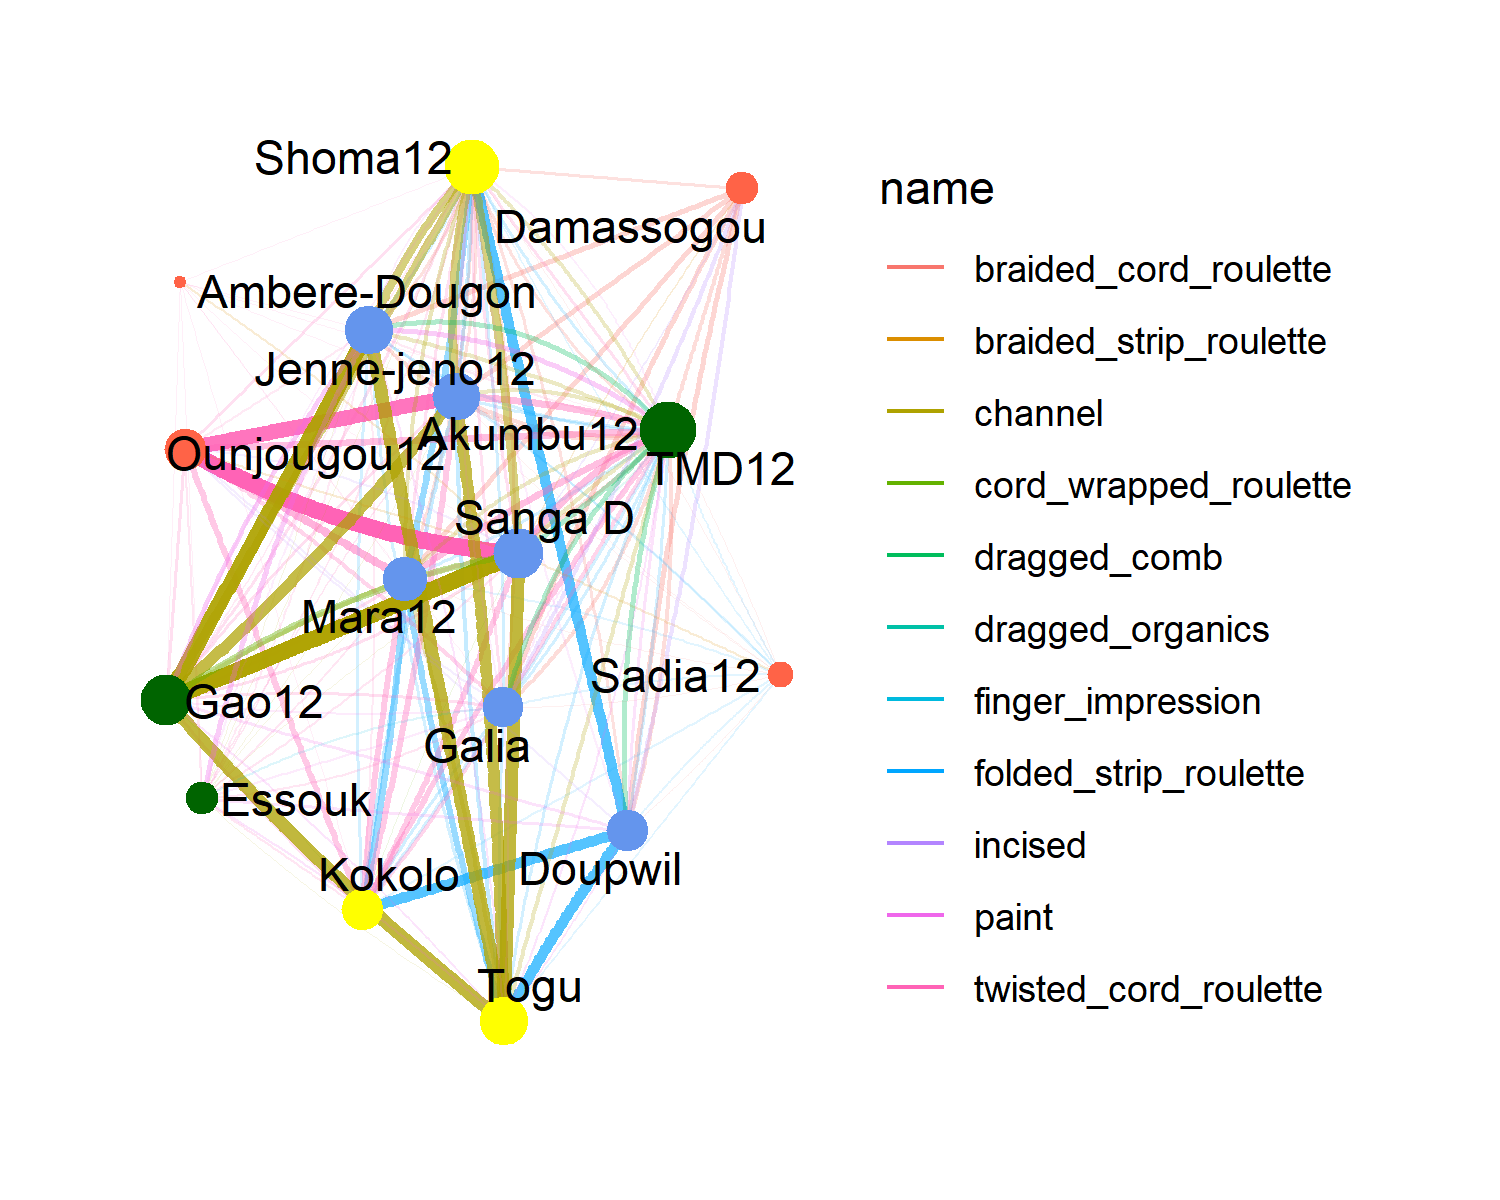 Shoma12
Damassogou
Ambere-Dougon
Jenne-jeno12
Akumbu12
Ounjougou12
TMD12
Sanga D
Mara12
Sadia12
Gao12
Galia
Essouk
Kokolo
Doupwil
Togu
name
braided_cord_roulette
braided_strip_roulette
channel
cord_wrapped_roulette
dragged_comb
dragged_organics
finger_impression
folded_strip_roulette
incised
paint
twisted_cord_roulette